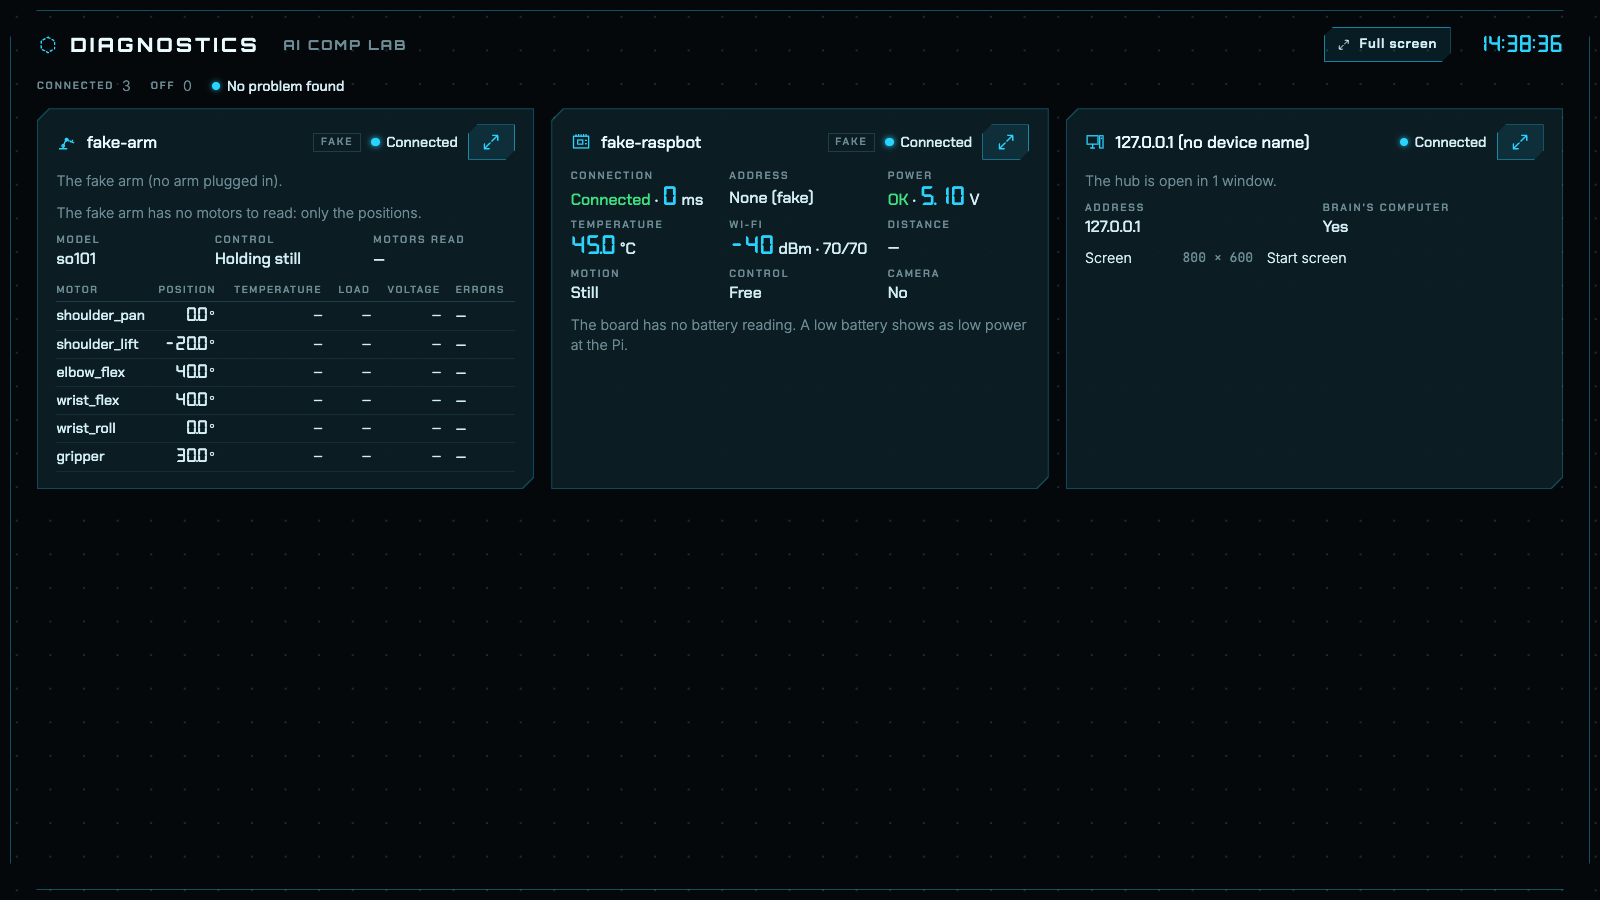 DIAGNOSTICS AI COMP LAB
Full screen 14:38:36
CONNECTED 3 OFF 0 No problem found
fake-arm FAKE Connected
The fake arm (no arm plugged in).
The fake arm has no motors to read: only the positions.
MODEL CONTROL MOTORS READ
so101 Holding still –
MOTOR POSITION TEMPERATURE LOAD VOLTAGE ERRORS
shoulder_pan 0.0° – – – –
shoulder_lift -20.0° – – – –
elbow_flex 40.0° – – – –
wrist_flex 40.0° – – – –
wrist_roll 0.0° – – – –
gripper 30.0° – – – –
fake-raspbot FAKE Connected
CONNECTION ADDRESS POWER
Connected · 0 ms None (fake) OK · 5.10 V
TEMPERATURE WI-FI DISTANCE
45.0 °C -40 dBm · 70/70 –
MOTION CONTROL CAMERA
Still Free No
The board has no battery reading. A low battery shows as low power
at the Pi.
127.0.0.1 (no device name) Connected
The hub is open in 1 window.
ADDRESS BRAIN'S COMPUTER
127.0.0.1 Yes
Screen 800 × 600 Start screen